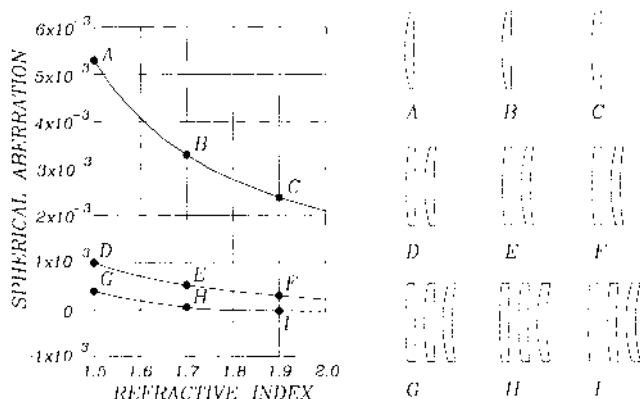 6x10⁻³
5x10⁻³
4x10⁻³
3x10⁻³
2x10⁻³
1x10⁻³
0
-1x10⁻³
SPHERICAL ABERRATION
1.5 1.6 1.7 1.8 1.9 2.0
REFRACTIVE INDEX
A
B
C
D
E
F
G
H
I
A B C
D E F
G H I